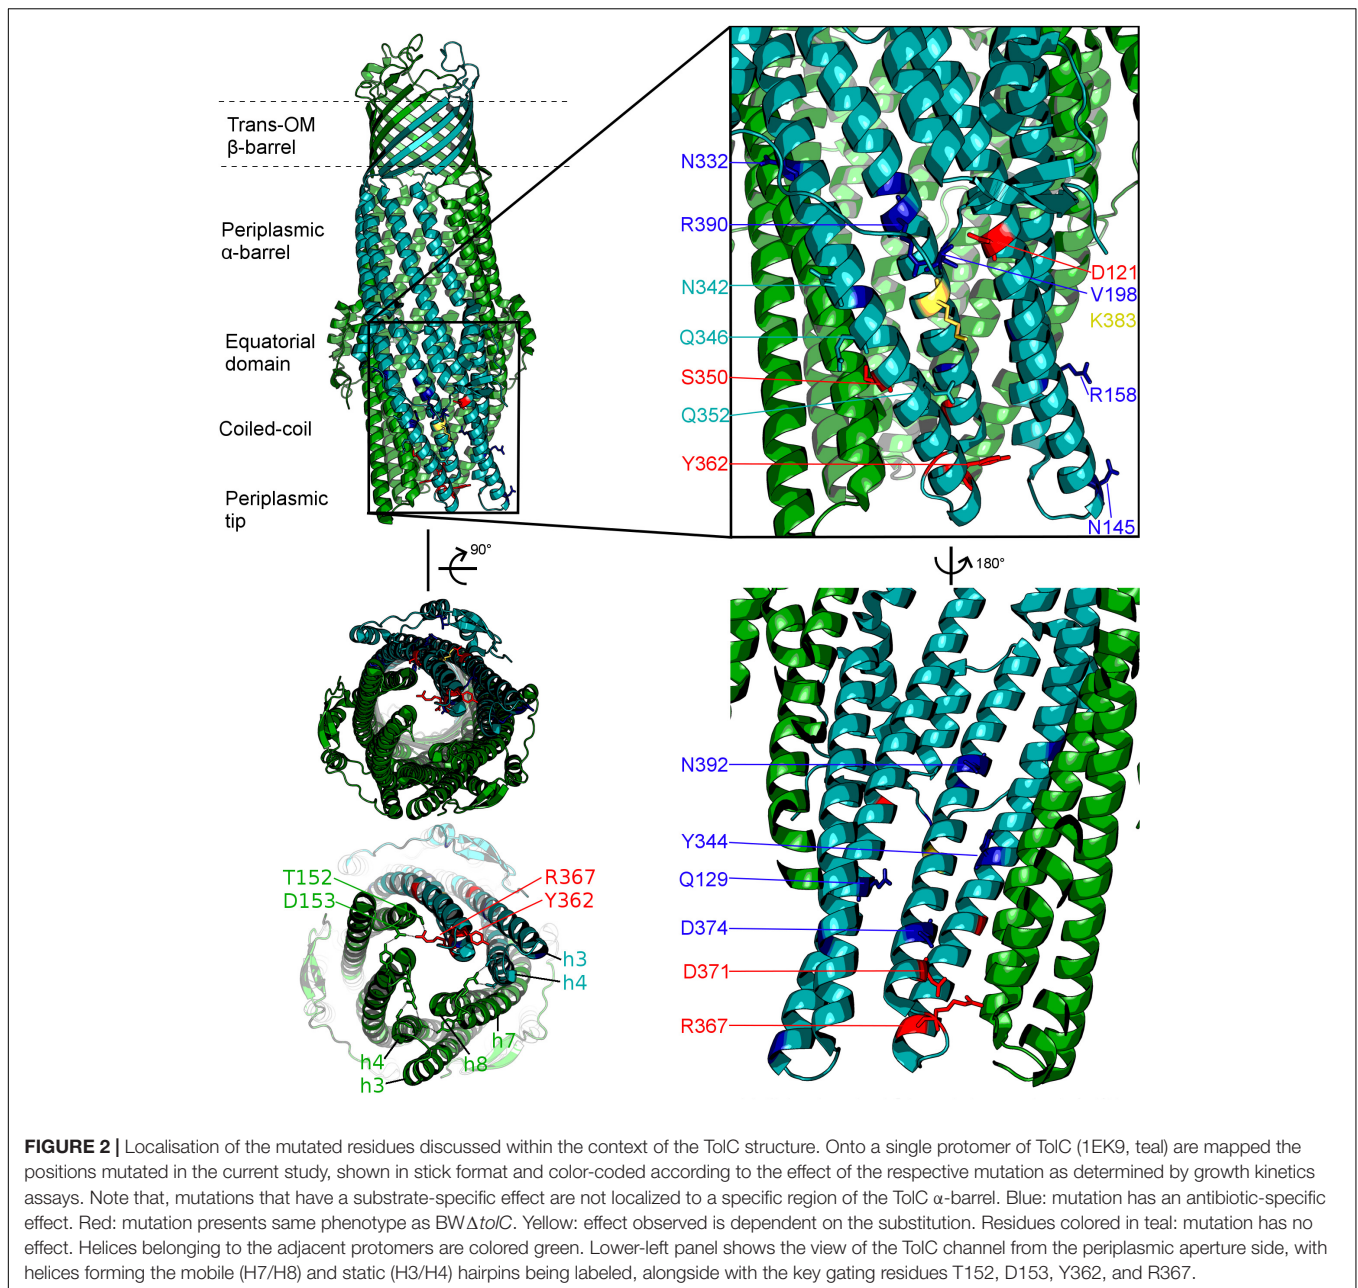 Trans-OM
β-barrel
Periplasmic
α-barrel
Equatorial
domain
Coiled-coil
Periplasmic
tip
N332
R390
N342
Q346
S350
Q352
Y362
D121
V198
K383
R158
N145
90°
180°
T152
D153
R367
Y362
h3
h4
h7
h8
h4
h3
N392
Y344
Q129
D374
D371
R367
FIGURE 2 | Localisation of the mutated residues discussed within the context of the TolC structure. Onto a single protomer of TolC (1EK9, teal) are mapped the
positions mutated in the current study, shown in stick format and color-coded according to the effect of the respective mutation as determined by growth kinetics
assays. Note that, mutations that have a substrate-specific effect are not localized to a specific region of the TolC α-barrel. Blue: mutation has an antibiotic-specific
effect. Red: mutation presents same phenotype as BWΔtolC. Yellow: effect observed is dependent on the substitution. Residues colored in teal: mutation has no
effect. Helices belonging to the adjacent protomers are colored green. Lower-left panel shows the view of the TolC channel from the periplasmic aperture side, with
helices forming the mobile (H7/H8) and static (H3/H4) hairpins being labeled, alongside with the key gating residues T152, D153, Y362, and R367.